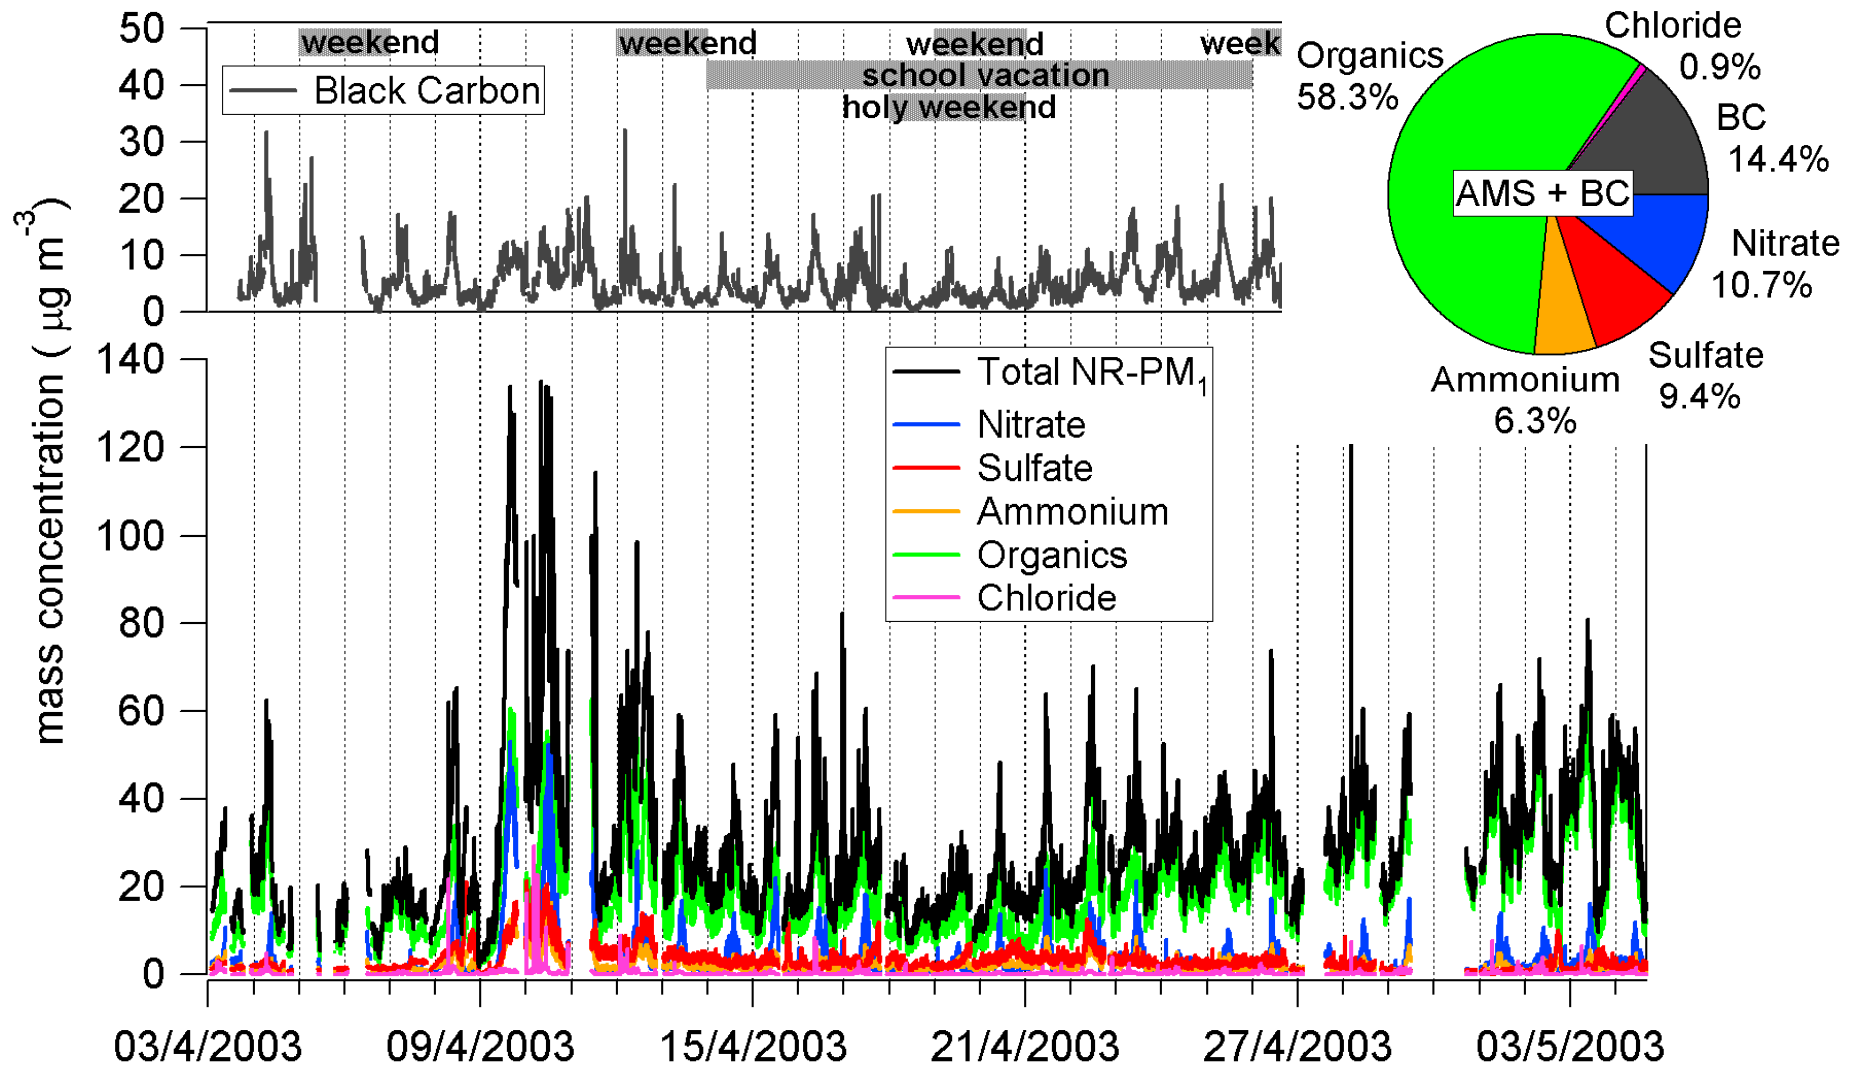 50
40
30
20
10
0
weekend
weekend
weekend
week
school vacation
holy weekend
Black Carbon
mass concentration ( µg m-3)
140
120
100
80
60
40
20
0
Total NR-PM1
Nitrate
Sulfate
Ammonium
Organics
Chloride
03/4/2003
09/4/2003
15/4/2003
21/4/2003
27/4/2003
03/5/2003
Organics
58.3%
Chloride
0.9%
BC
14.4%
AMS + BC
Nitrate
10.7%
Sulfate
9.4%
Ammonium
6.3%